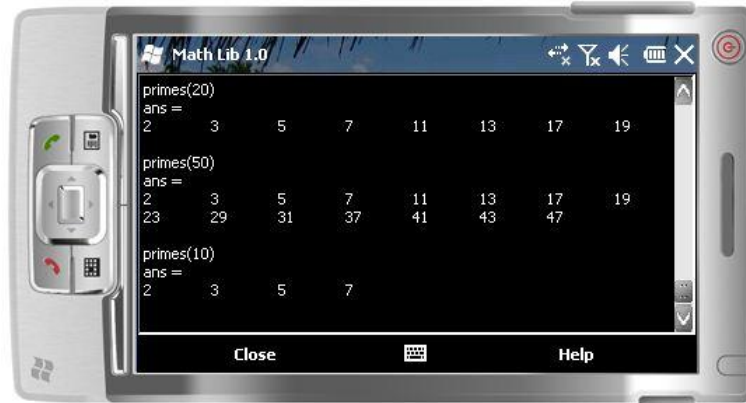 Math Lib 1.0
primes(20)
ans =
2 3 5 7 11 13 17 19
primes(50)
ans =
2 3 5 7 11 13 17 19
23 29 31 37 41 43 47
primes(10)
ans =
2 3 5 7
Close Help